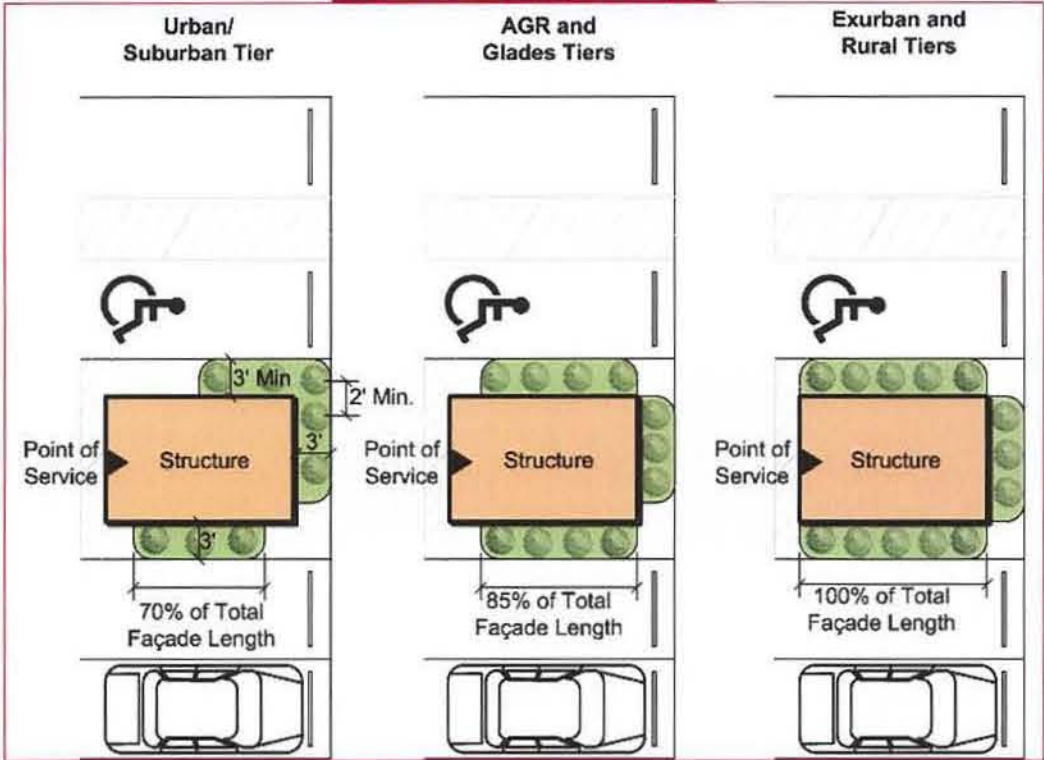 Urban/
Suburban Tier
AGR and
Glades Tiers
Exurban and
Rural Tiers
3' Min
2' Min.
3'
Point of
Service
Structure
3'
70% of Total
Façade Length
Point of
Service
Structure
85% of Total
Façade Length
Point of
Service
Structure
100% of Total
Façade Length